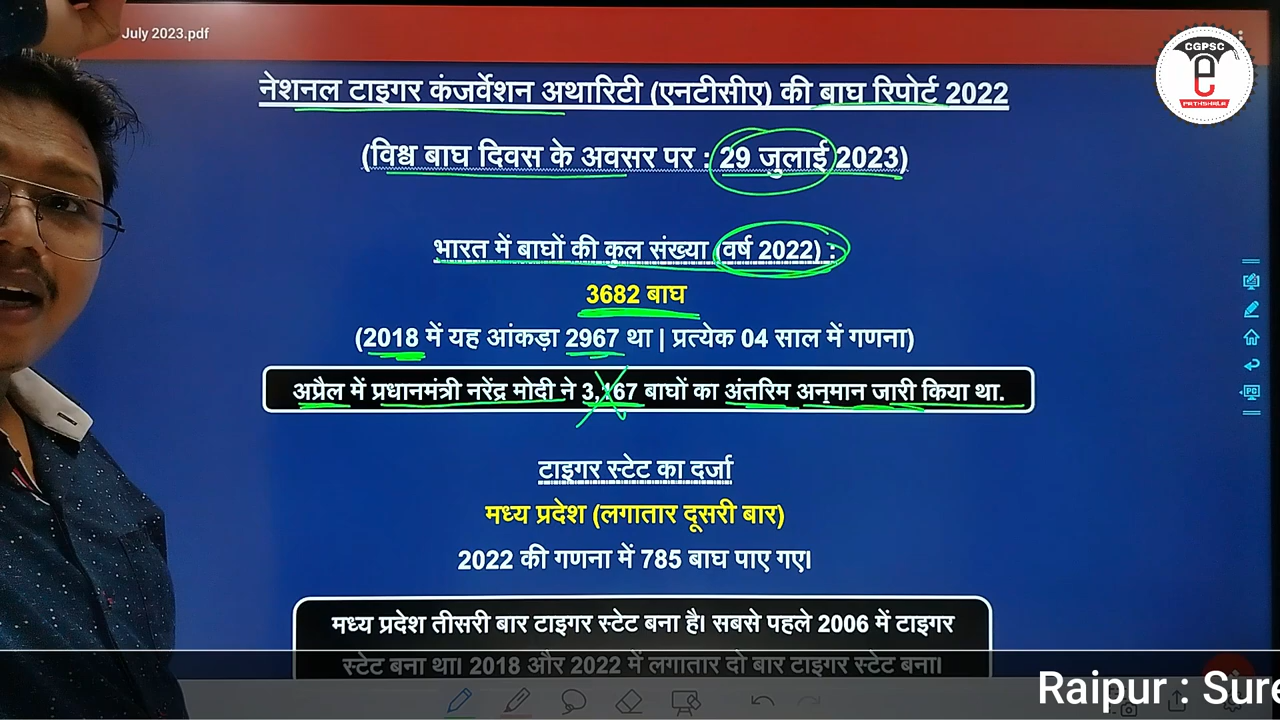 July 2023.pdf
CGPSC
e
PATHSHALA
नेशनल टाइगर कंजर्वेशन अथारिटी (एनटीसीए) की बाघ रिपोर्ट 2022
(विश्व बाघ दिवस के अवसर पर : 29 जुलाई 2023)
भारत में बाघों की कुल संख्या (वर्ष 2022) :
3682 बाघ
(2018 में यह आंकड़ा 2967 था | प्रत्येक 04 साल में गणना)
अप्रैल में प्रधानमंत्री नरेंद्र मोदी ने 3,167 बाघों का अंतरिम अनुमान जारी किया था.
टाइगर स्टेट का दर्जा
मध्य प्रदेश (लगातार दूसरी बार)
2022 की गणना में 785 बाघ पाए गए।
मध्य प्रदेश तीसरी बार टाइगर स्टेट बना है। सबसे पहले 2006 में टाइगर
स्टेट बना था। 2018 और 2022 में लगातार दो बार टाइगर स्टेट बना।
PC
Raipur : Sure